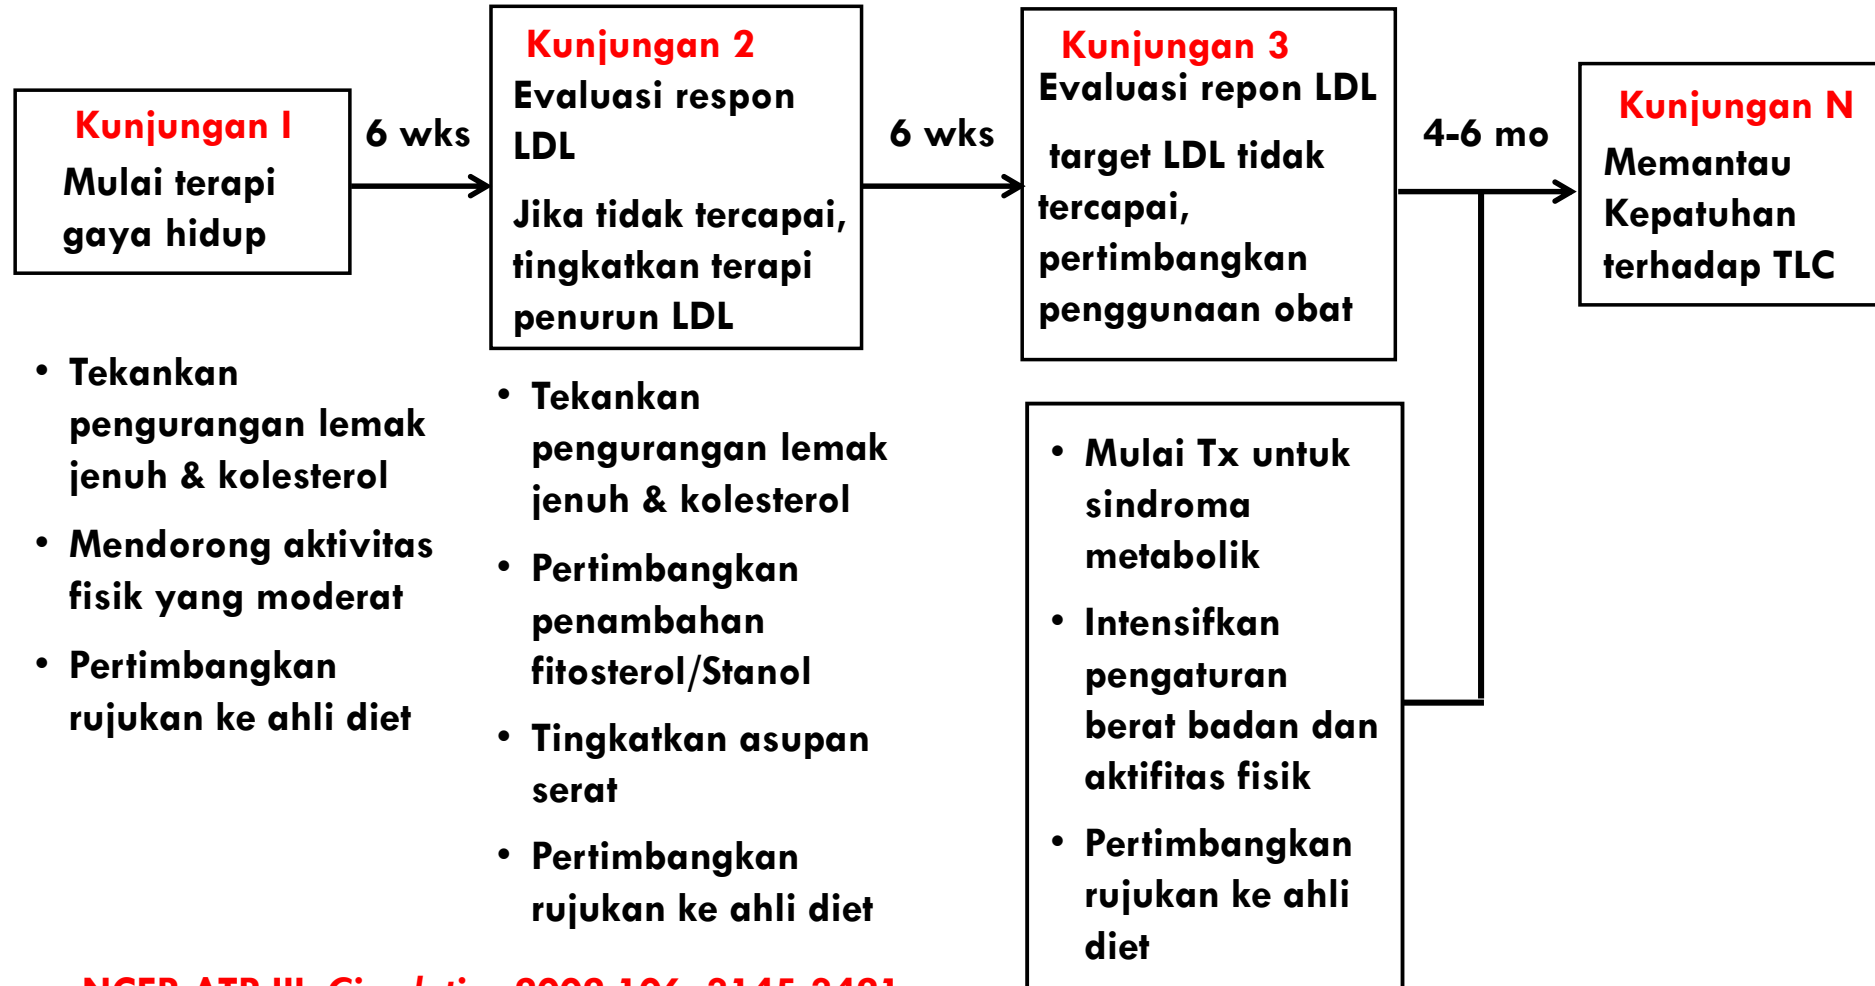 Kunjungan I
Mulai terapi
gaya hidup
6 wks
Kunjungan 2
Evaluasi respon
LDL
Jika tidak tercapai,
tingkatkan terapi
penurun LDL
6 wks
Kunjungan 3
Evaluasi repon LDL
target LDL tidak
tercapai,
pertimbangkan
penggunaan obat
4-6 mo
Kunjungan N
Memantau
Kepatuhan
terhadap TLC
• Tekankan
pengurangan lemak
jenuh & kolesterol
• Mendorong aktivitas
fisik yang moderat
• Pertimbangkan
rujukan ke ahli diet
• Tekankan
pengurangan lemak
jenuh & kolesterol
• Pertimbangkan
penambahan
fitosterol/Stanol
• Tingkatkan asupan
serat
• Pertimbangkan
rujukan ke ahli diet
• Mulai Tx untuk
sindroma
metabolik
• Intensifkan
pengaturan
berat badan dan
aktifitas fisik
• Pertimbangkan
rujukan ke ahli
diet
NCEP ATP III